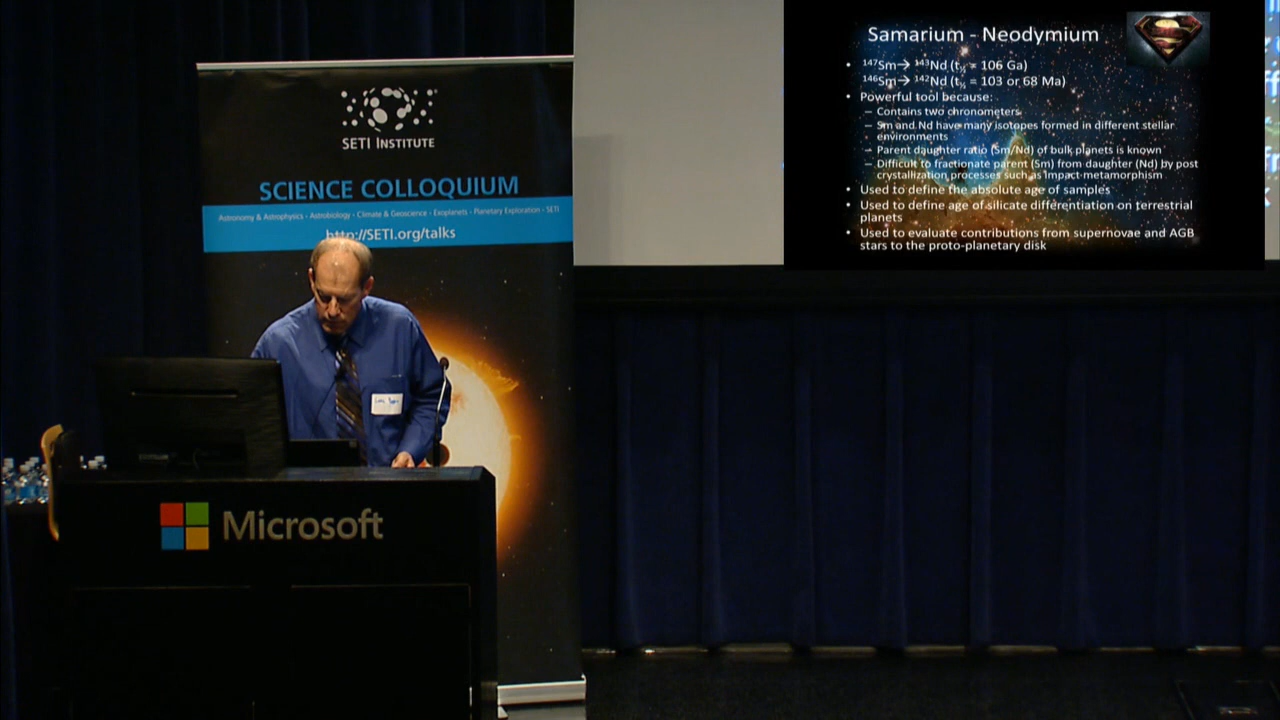 SETI INSTITUTE
SCIENCE COLLOQUIUM
Astronomy & Astrophysics - Astrobiology - Climate & Geoscience - Exoplanets - Planetary Exploration - SETI
http://SETI.org/talks
Microsoft
Samarium - Neodymium
• ¹⁴⁷Sm→ ¹⁴³Nd (t½ = 106 Ga)
¹⁴⁶Sm→ ¹⁴²Nd (t½ = 103 or 68 Ma)
• Powerful tool because:
– Contains two chronometers
– Sm and Nd have many isotopes formed in different stellar
environments
– Parent daughter ratio (Sm/Nd) of bulk planets is known
– Difficult to fractionate parent (Sm) from daughter (Nd) by post
crystallization processes such as impact metamorphism
• Used to define the absolute age of samples
• Used to define age of silicate differentiation on terrestrial
planets
• Used to evaluate contributions from supernovae and AGB
stars to the proto-planetary disk